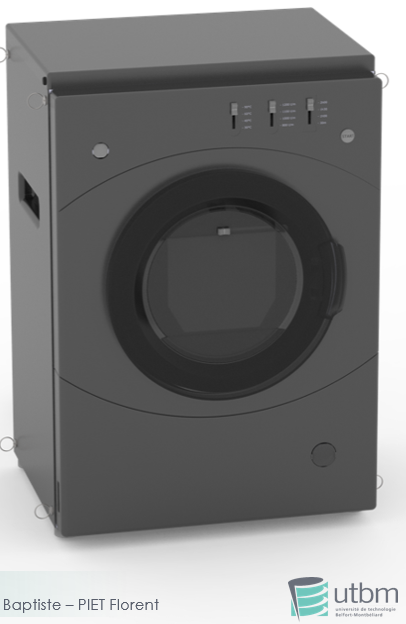 Baptiste – PIET Florent
utbm
université de technologie
Belfort-Montbéliard